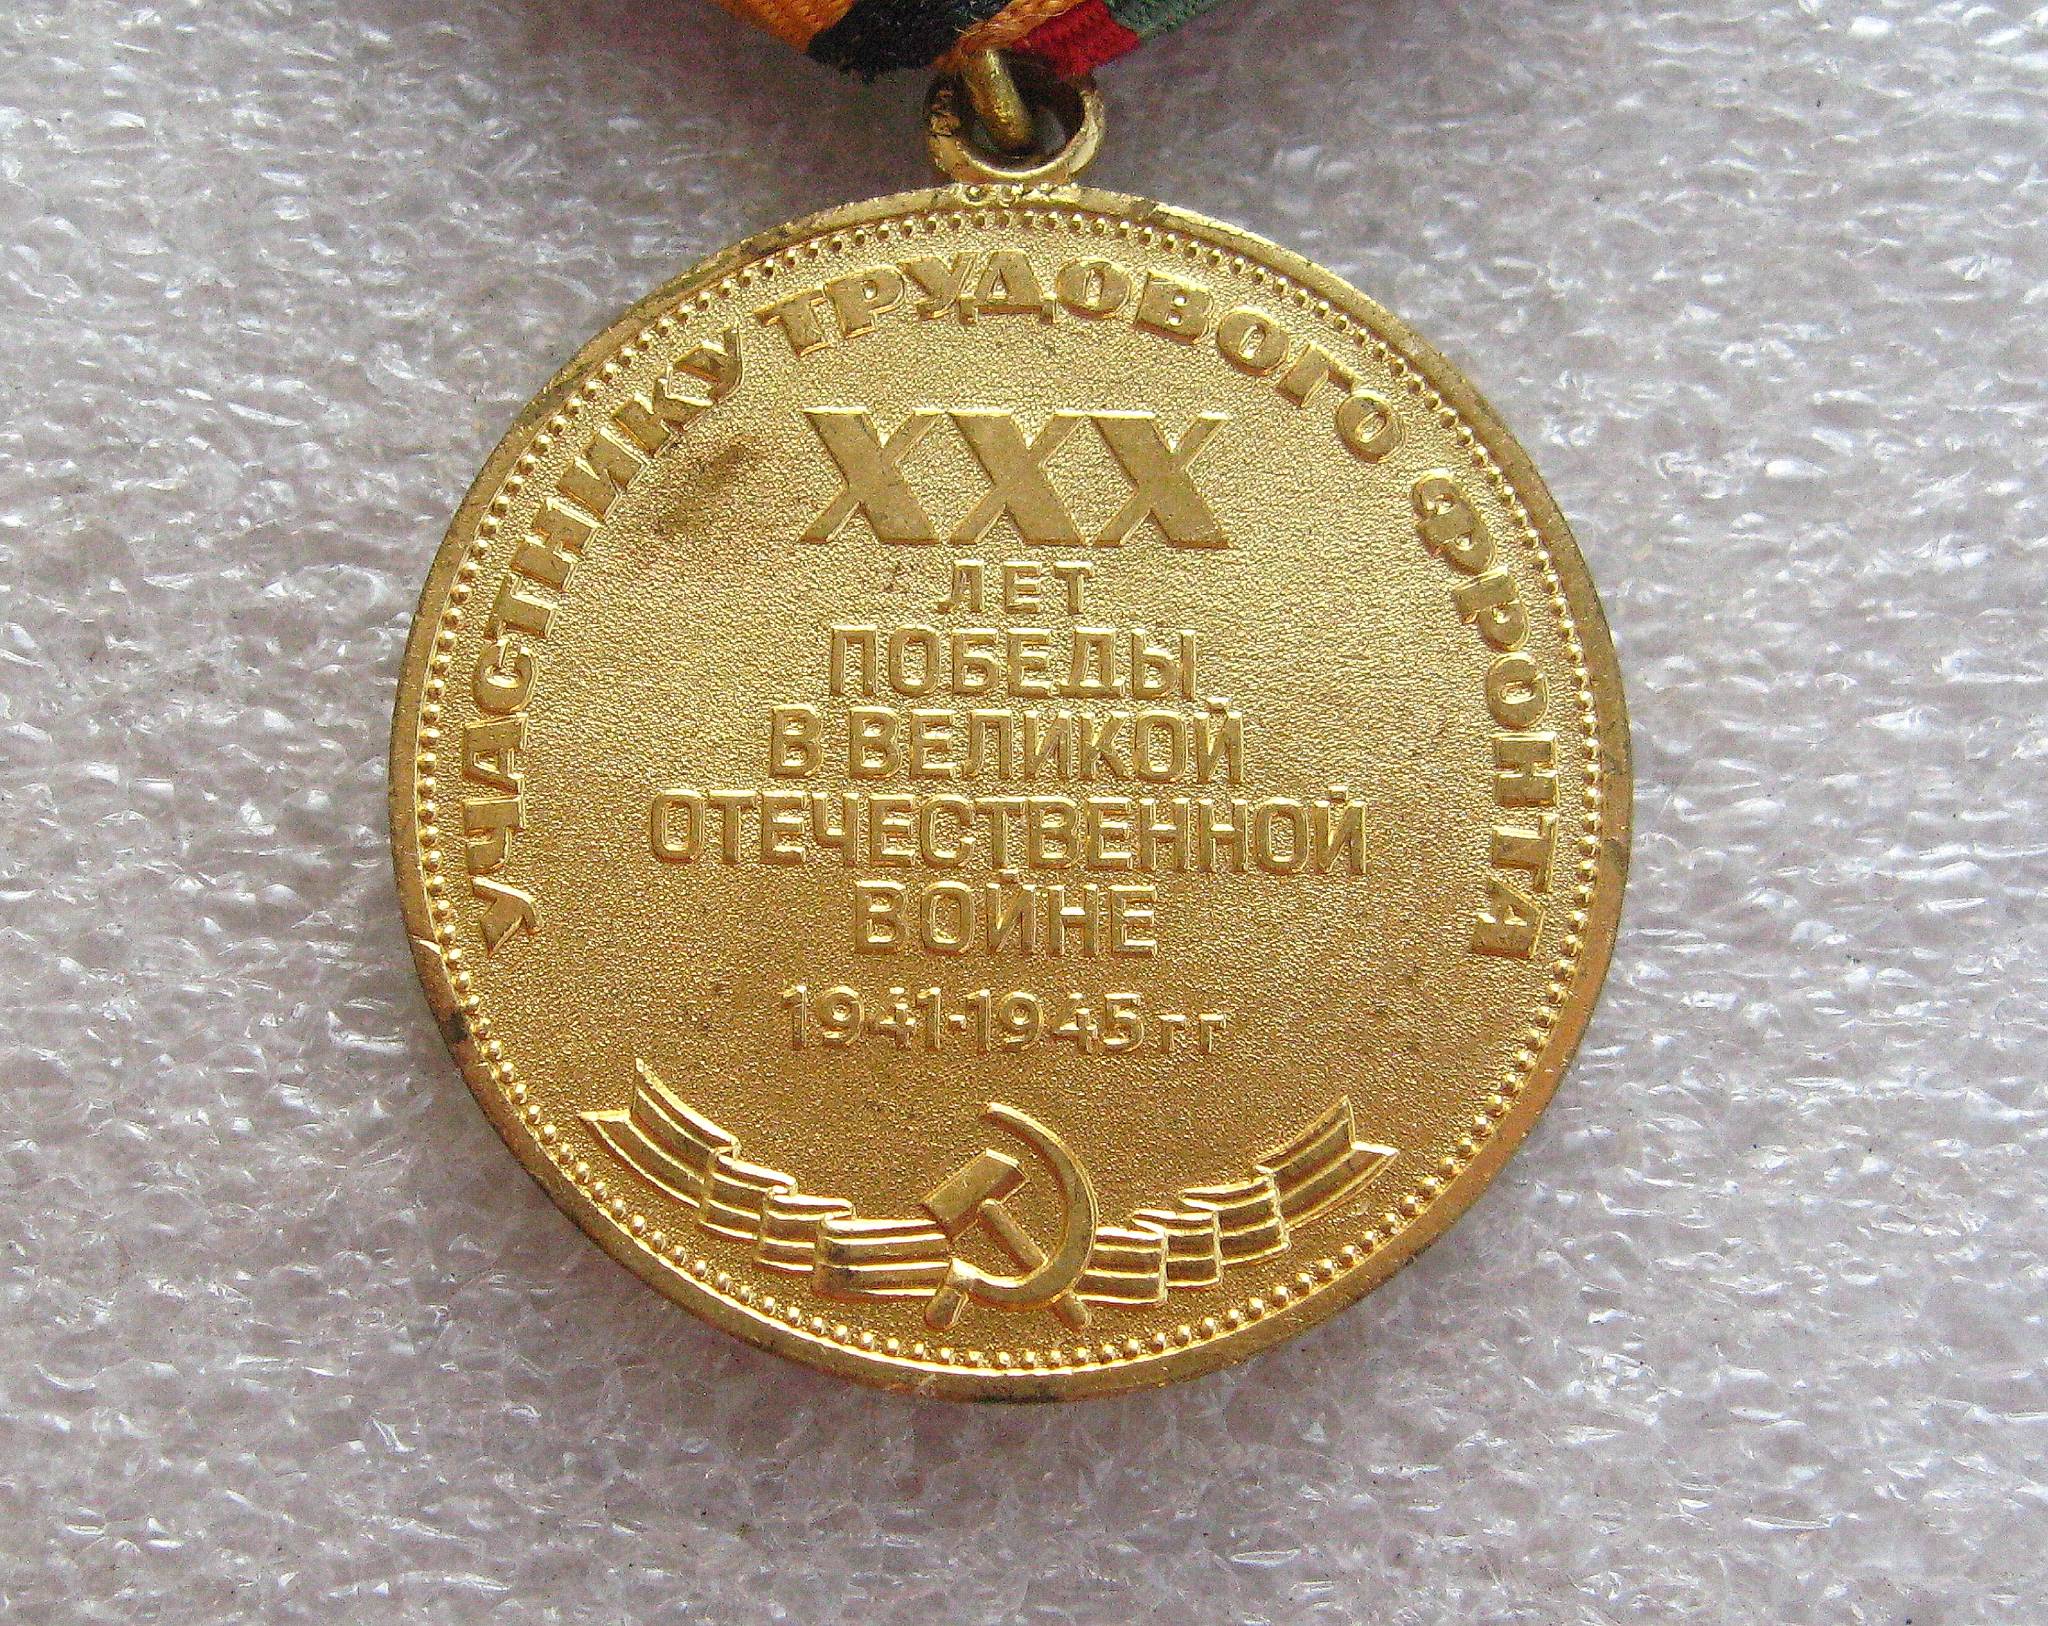 УЧАСТНИКУ ТРУДОВОГО ФРОНТА
XXX
ЛЕТ
ПОБЕДЫ
В ВЕЛИКОЙ
ОТЕЧЕСТВЕННОЙ
ВОЙНЕ
1941-1945 гг